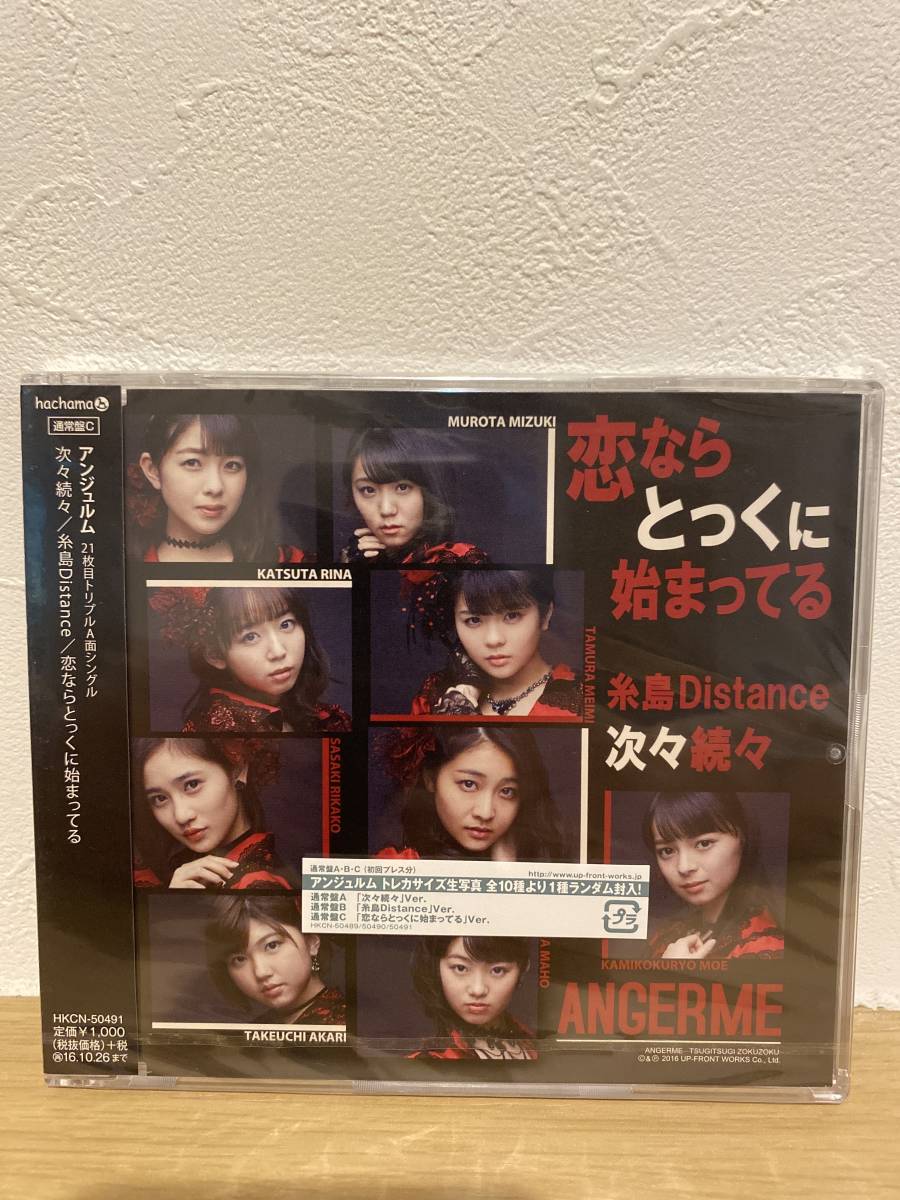 hachama
通常盤C
アンジュルム 21枚目トリプルA面シングル
次々続々/糸島Distance/恋ならとっくに始まってる
HKCN-50491
定価¥1,000
(税抜価格)+税
㊢16.10.26まで
MUROTA MIZUKI
KATSUTA RINA
TAMURA MEIMI
SASAKI RIKAKO
恋なら
とっくに
始まってる
糸島Distance
次々続々
通常盤A・B・C(初回プレス分)
http://www.up-front-works.jp
アンジュルム トレカサイズ生写真 全10種より1種ランダム封入!
通常盤A 「次々続々」Ver.
通常盤B 「糸島Distance」Ver.
通常盤C 「恋ならとっくに始まってる」Ver.
HKCN-50489/50490/50491
プラ
A MAHO
KAMIKOKURYO MOE
TAKEUCHI AKARI
ANGERME
ANGERME TSUGITSUGI ZOKUZOKU
©&℗ 2016 UP-FRONT WORKS Co., Ltd.